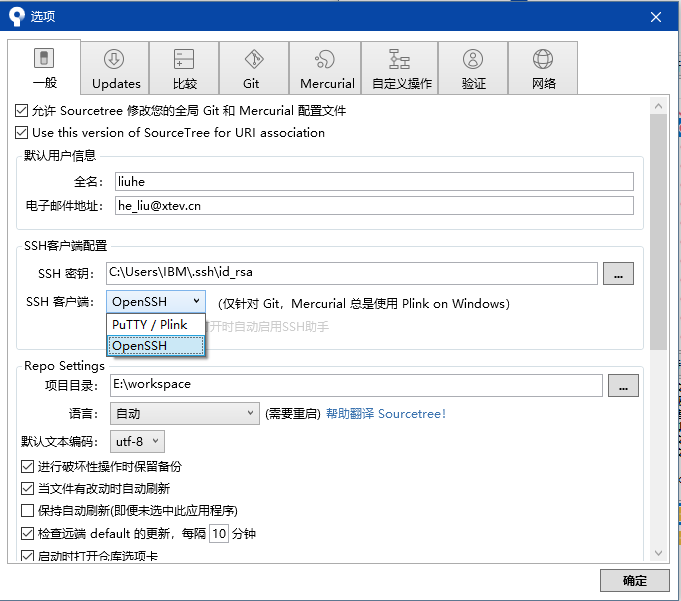 选项
一般
Updates
比较
Git
Mercurial
自定义操作
验证
网络
允许 Sourcetree 修改您的全局 Git 和 Mercurial 配置文件
Use this version of SourceTree for URI association
默认用户信息
全名： liuhe
电子邮件地址： he_liu@xtev.cn
SSH客户端配置
SSH 密钥： C:\Users\IBM\.ssh\id_rsa ...
SSH 客户端： OpenSSH (仅针对 Git，Mercurial 总是使用 Plink on Windows)
PuTTY / Plink
开时自动启用SSH助手
OpenSSH
Repo Settings
项目目录： E:\workspace ...
语言： 自动 (需要重启) 帮助翻译 Sourcetree!
默认文本编码： utf-8
进行破坏性操作时保留备份
当文件有改动时自动刷新
保持自动刷新(即便未选中此应用程序)
检查远端 default 的更新，每隔 10 分钟
启动时打开仓库选项卡
确定